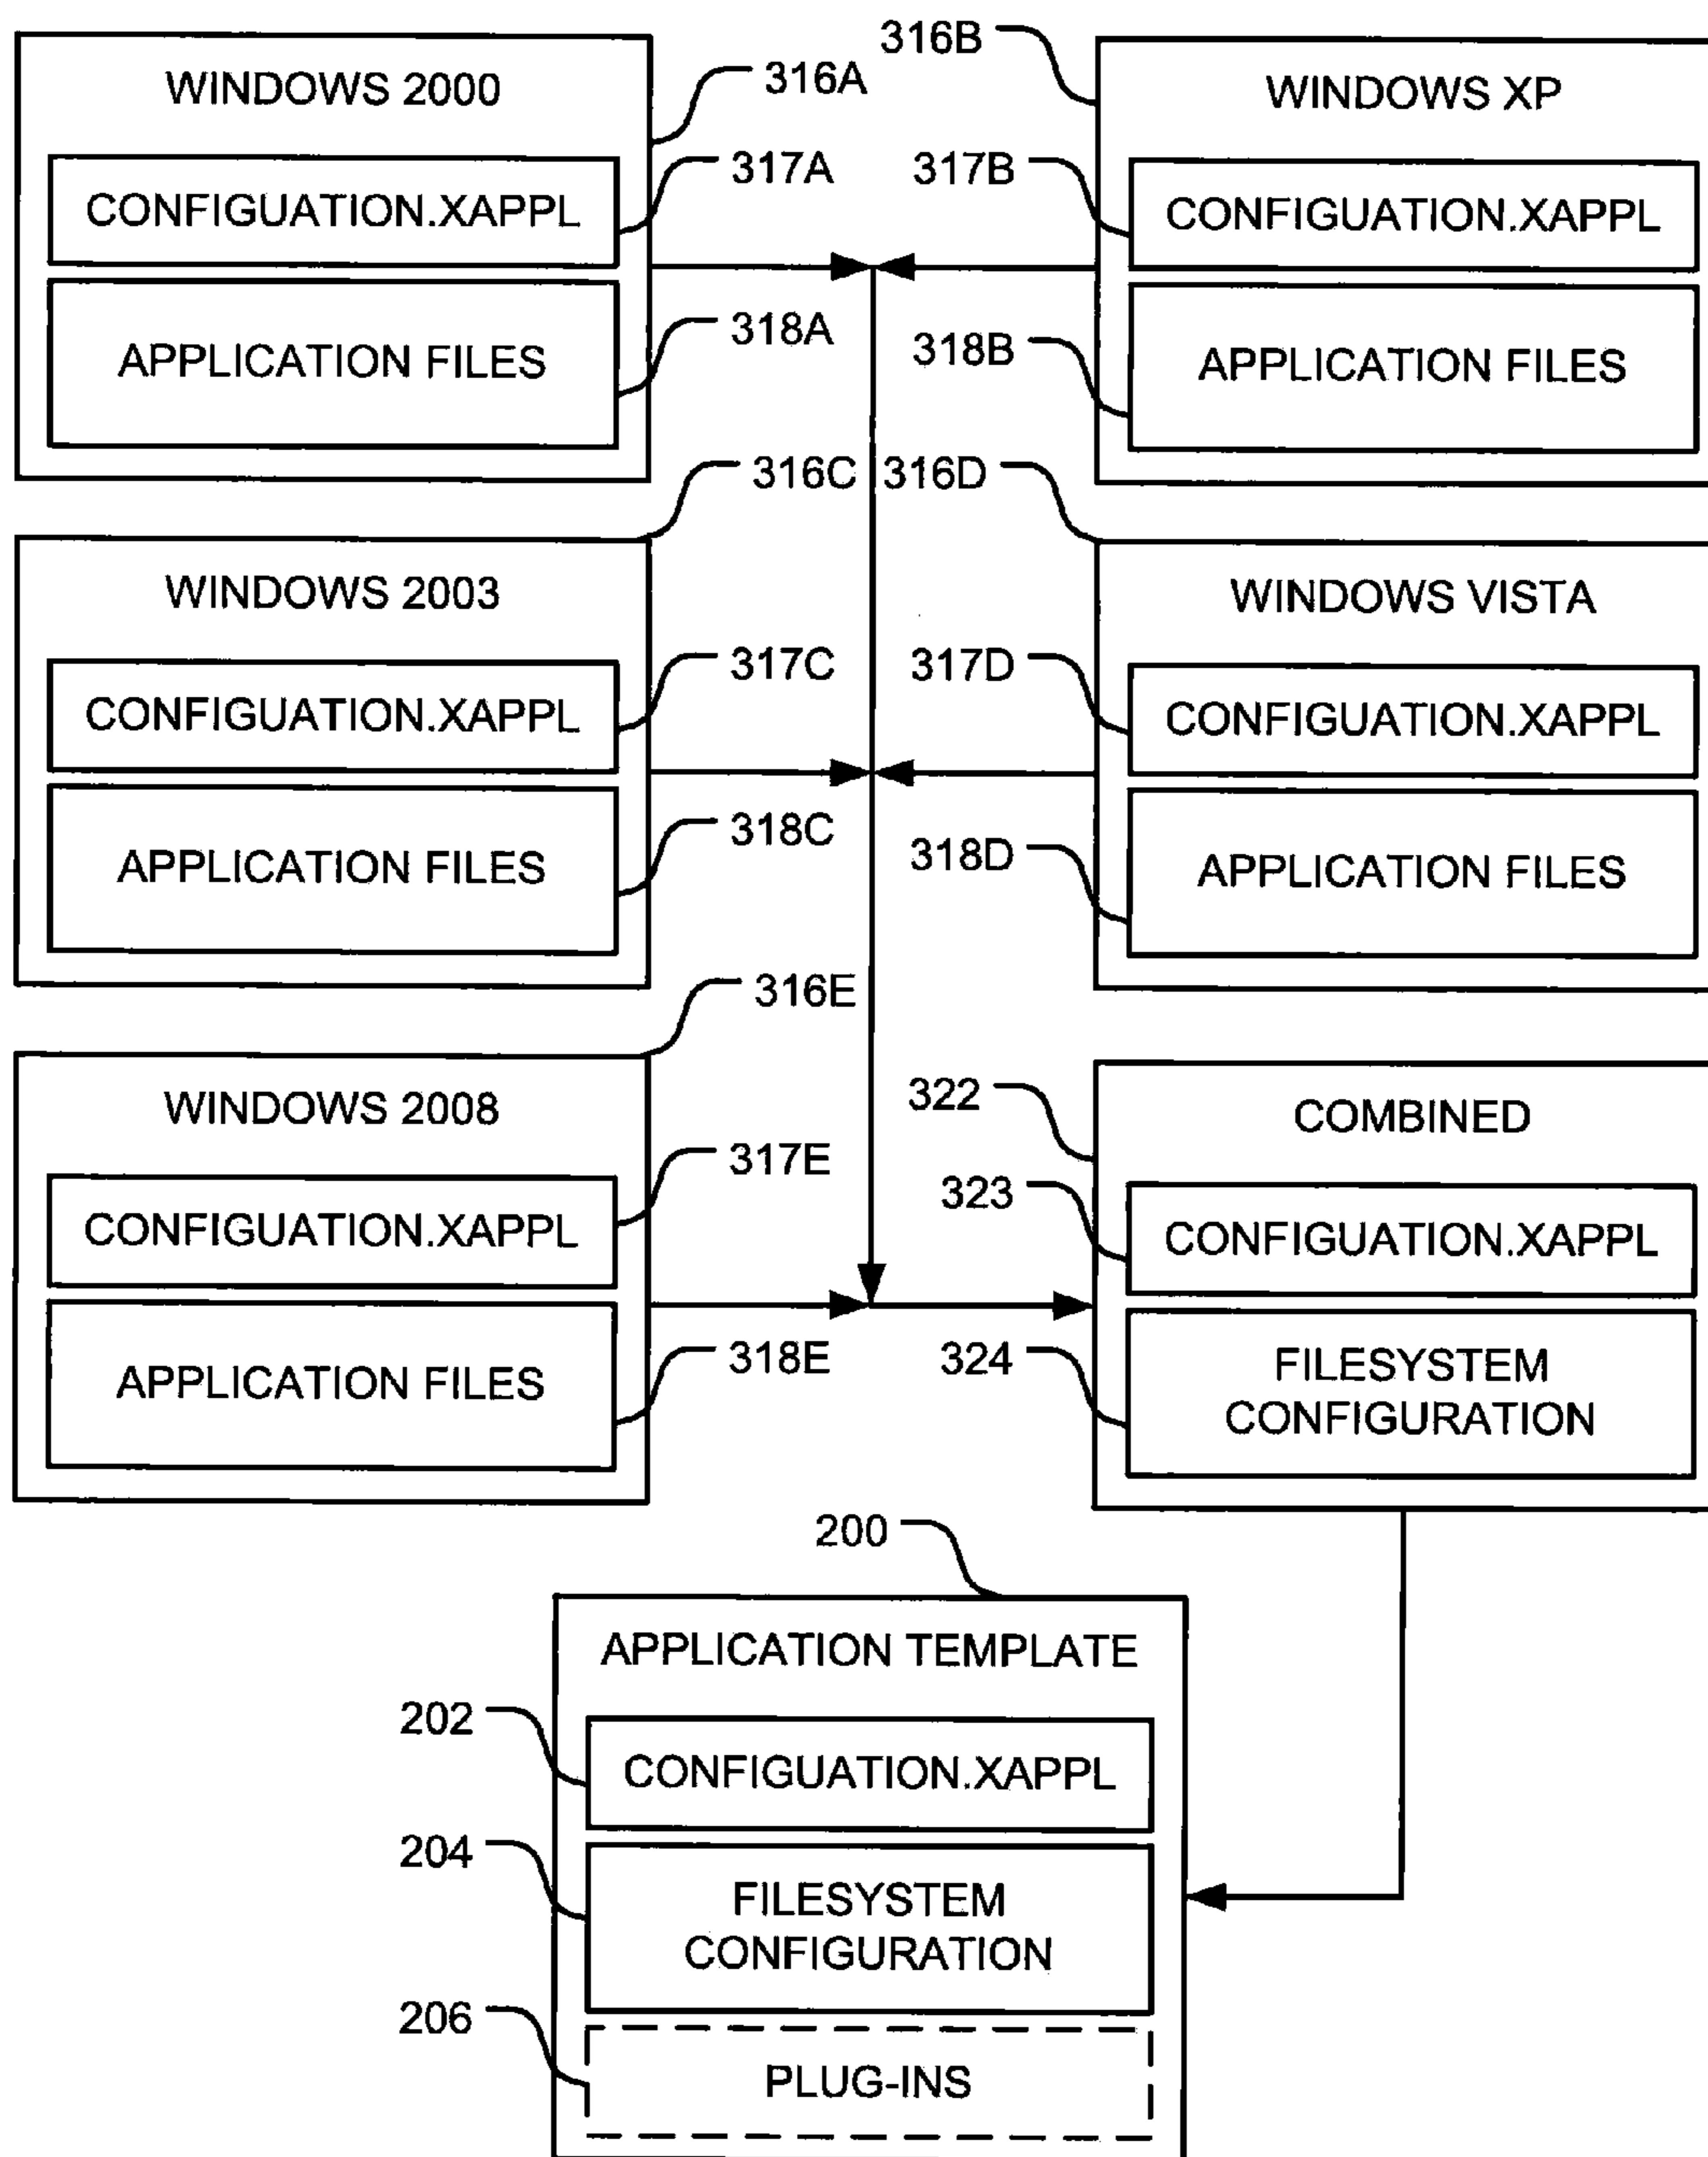 316B
WINDOWS 2000
316A
WINDOWS XP
317A
317B
CONFIGUATION.XAPPL
CONFIGUATION.XAPPL
318A
318B
APPLICATION FILES
APPLICATION FILES
316C
316D
WINDOWS 2003
WINDOWS VISTA
317C
317D
CONFIGUATION.XAPPL
CONFIGUATION.XAPPL
318C
318D
APPLICATION FILES
APPLICATION FILES
316E
WINDOWS 2008
322
COMBINED
317E
323
CONFIGUATION.XAPPL
CONFIGUATION.XAPPL
318E
324
APPLICATION FILES
FILESYSTEM
CONFIGURATION
200
APPLICATION TEMPLATE
202
CONFIGUATION.XAPPL
204
FILESYSTEM
CONFIGURATION
206
PLUG-INS